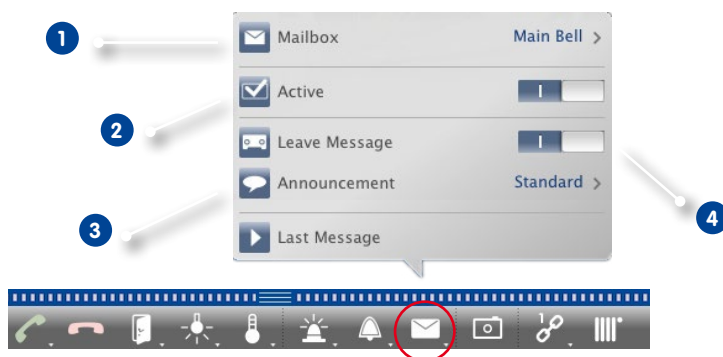 1
Mailbox Main Bell >
Active
2
Leave Message
Announcement Standard >
3
4
Last Message